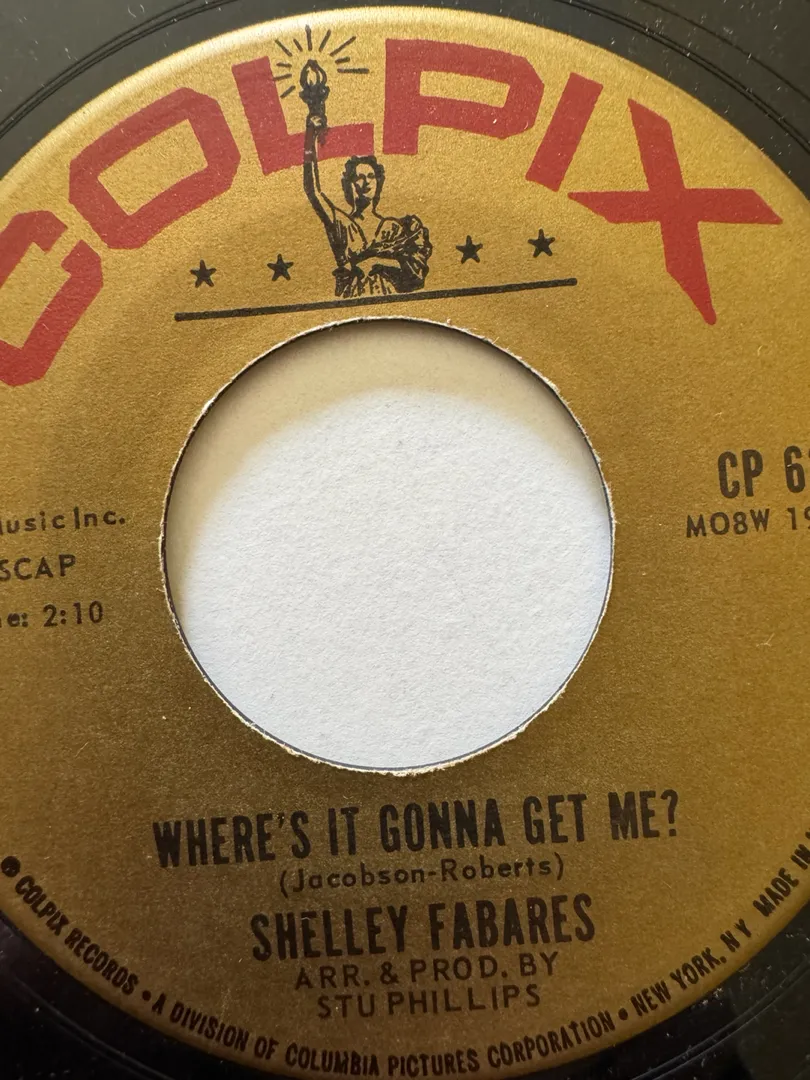 COLPIX
CP 6
MO8W 19
Music Inc.
ASCAP
e: 2:10
WHERE'S IT GONNA GET ME?
(Jacobson-Roberts)
SHELLEY FABARES
ARR. & PROD. BY
STU PHILLIPS
® COLPIX RECORDS • A DIVISION OF COLUMBIA PICTURES CORPORATION • NEW YORK, N Y MADE IN